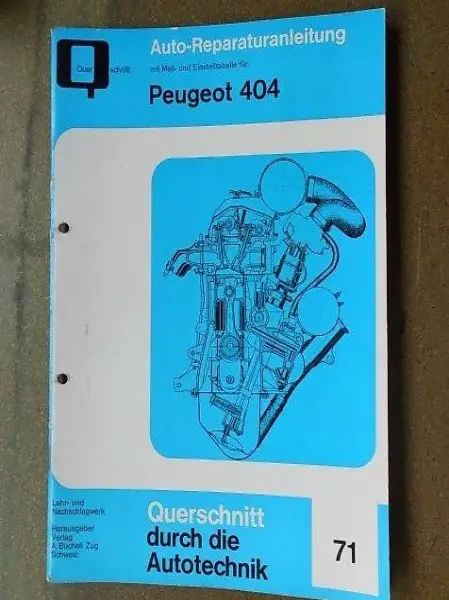 Auto-Reparaturanleitung
Querschnitt
mit Maß- und Einstelltabelle für:
Peugeot 404
Lehr- und
Nachschlagwerk
Herausgeber
Verlag
A. Bucheli Zug
Schweiz
Querschnitt
durch die
Autotechnik
71